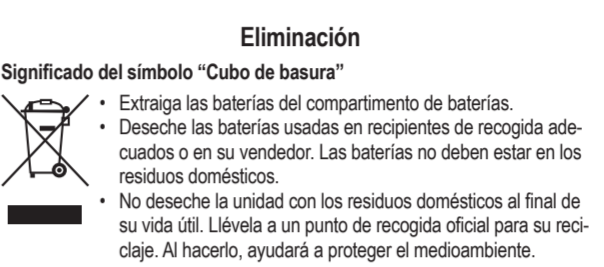 Eliminación
Significado del símbolo “Cubo de basura”
• Extraiga las baterías del compartimento de baterías.
• Deseche las baterías usadas en recipientes de recogida ade-
cuados o en su vendedor. Las baterías no deben estar en los
residuos domésticos.
• No deseche la unidad con los residuos domésticos al final de
su vida útil. Llévela a un punto de recogida oficial para su reci-
claje. Al hacerlo, ayudará a proteger el medioambiente.